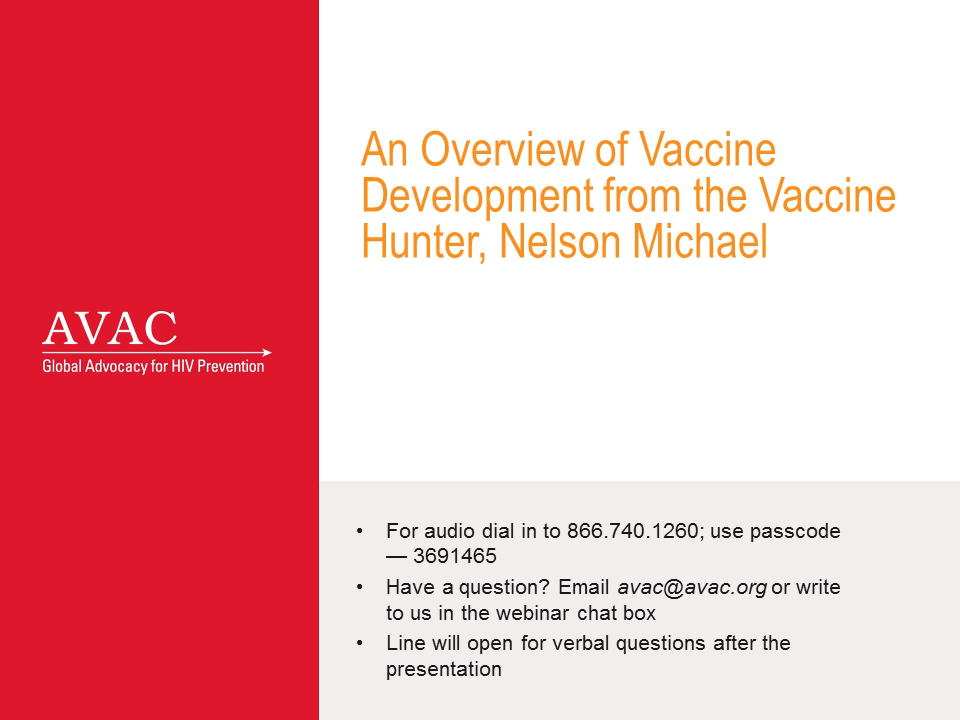 An Overview of Vaccine
Development from the Vaccine
Hunter, Nelson Michael
AVAC
Global Advocacy for HIV Prevention
• For audio dial in to 866.740.1260; use passcode
— 3691465
• Have a question? Email avac@avac.org or write
to us in the webinar chat box
• Line will open for verbal questions after the
presentation